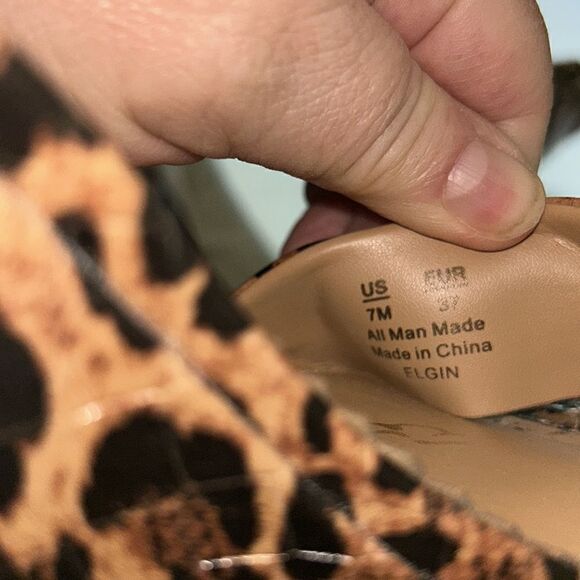 US EUR
7M 37
All Man Made
Made in China
ELGIN